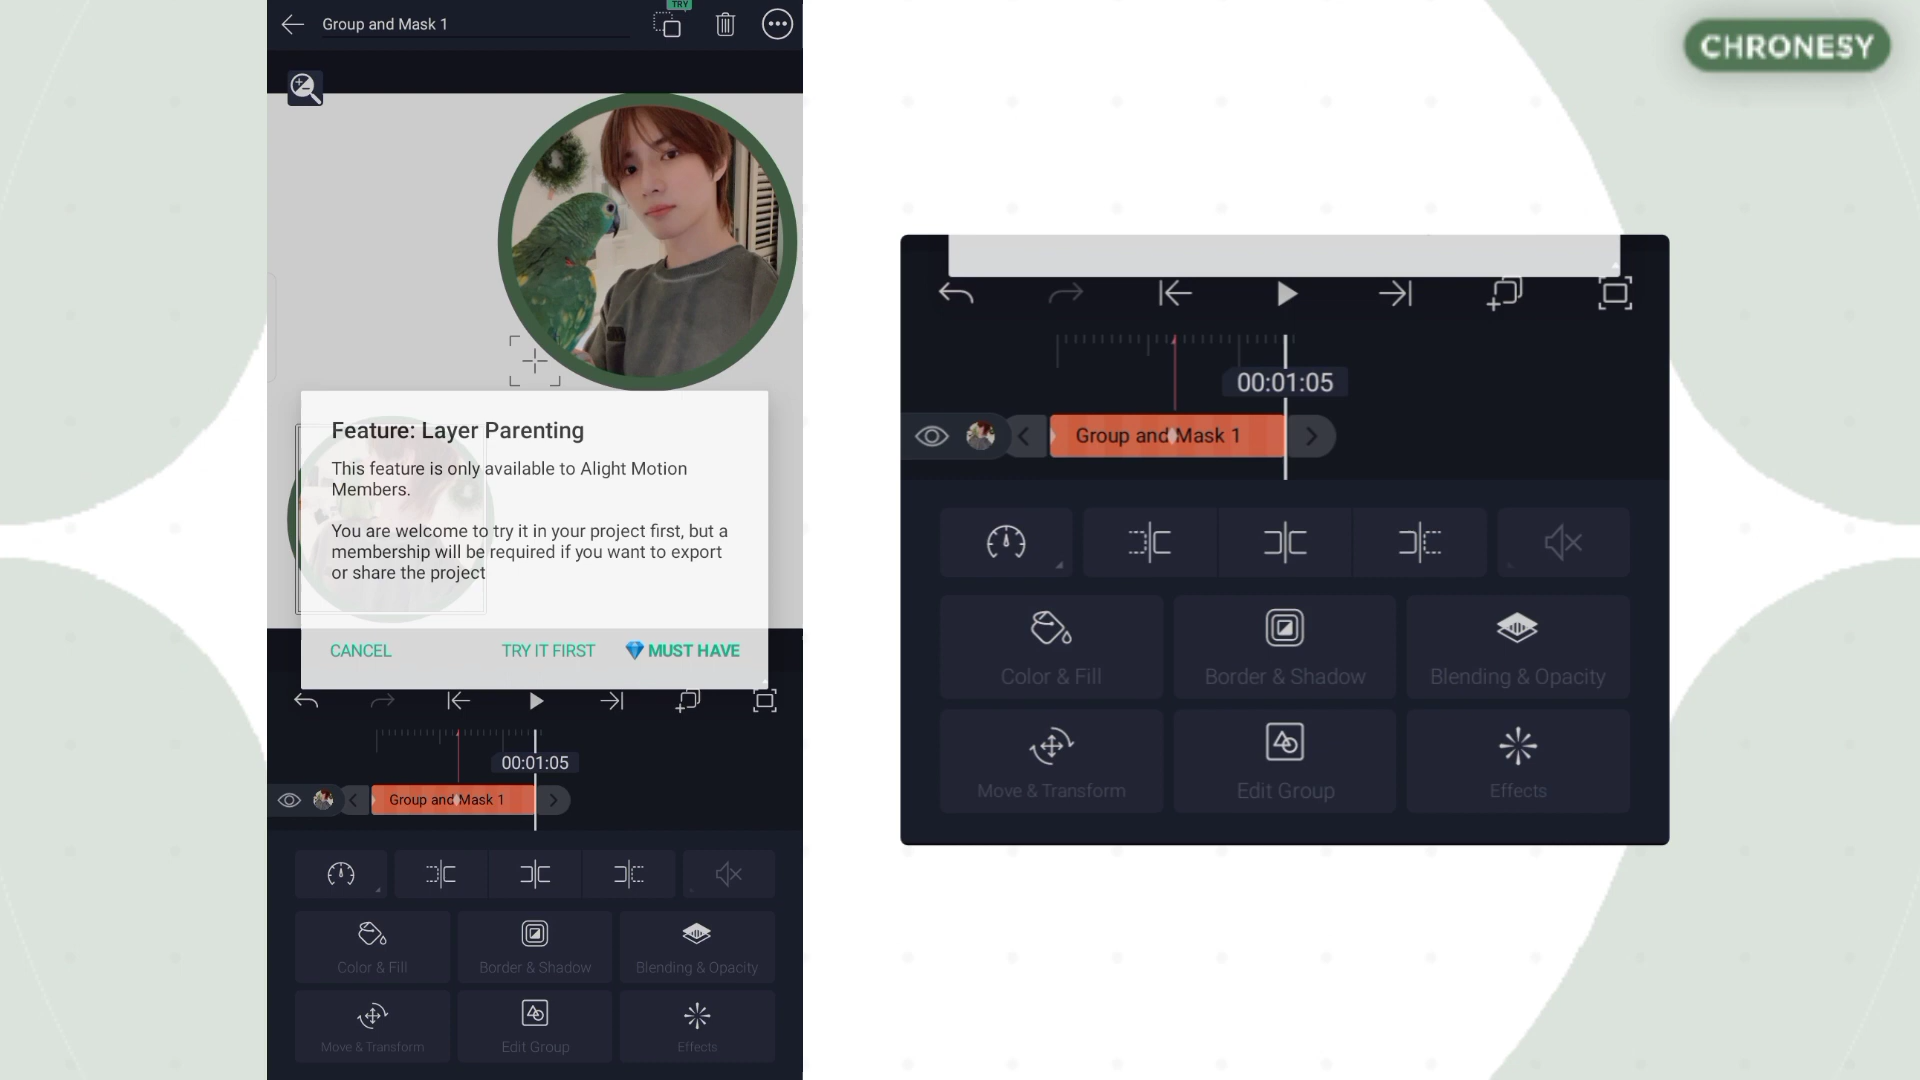 TRY
Group and Mask 1
CHRONESY
Feature: Layer Parenting
This feature is only available to Alight Motion
Members.
You are welcome to try it in your project first, but a
membership will be required if you want to export
or share the project
CANCEL
TRY IT FIRST
MUST HAVE
00:01:05
Group and Mask 1
Color & Fill
Border & Shadow
Blending & Opacity
Move & Transform
Edit Group
Effects
00:01:05
Group and Mask 1
Color & Fill
Border & Shadow
Blending & Opacity
Move & Transform
Edit Group
Effects